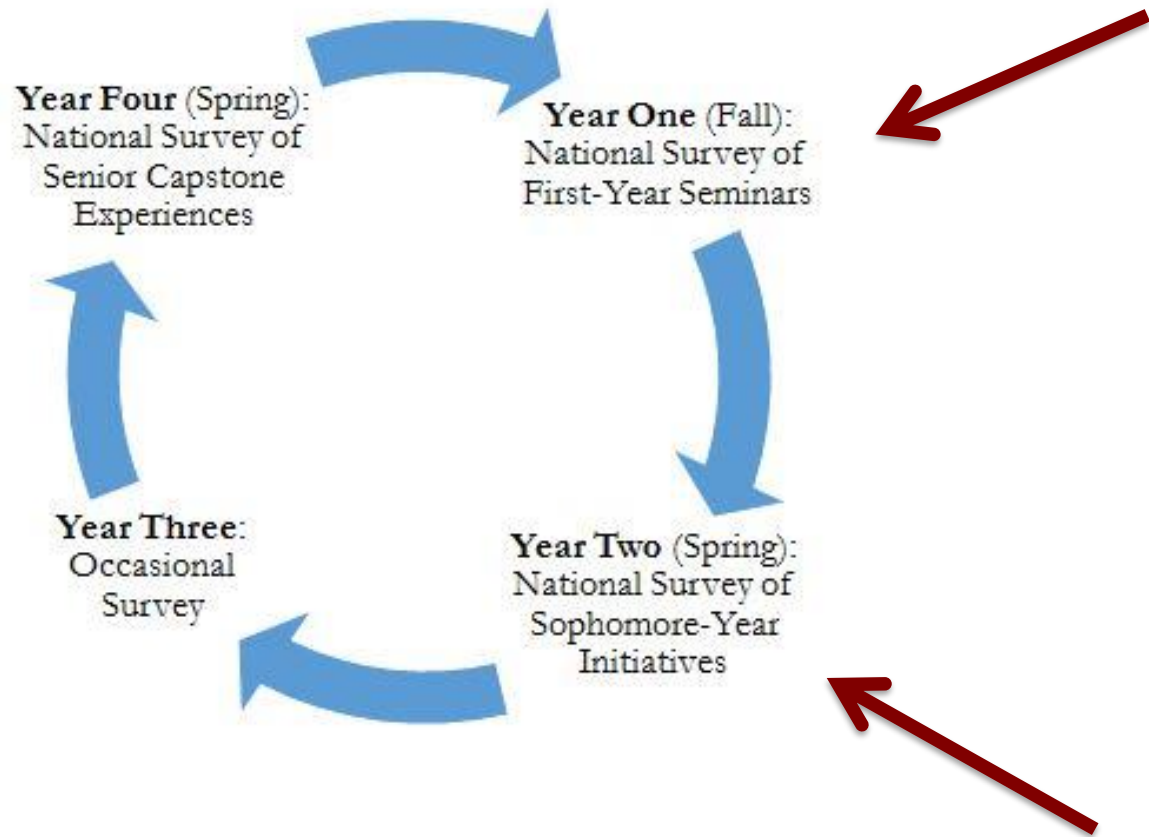 Year Four (Spring):
National Survey of
Senior Capstone
Experiences
Year One (Fall):
National Survey of
First-Year Seminars
Year Two (Spring):
National Survey of
Sophomore-Year
Initiatives
Year Three:
Occasional
Survey